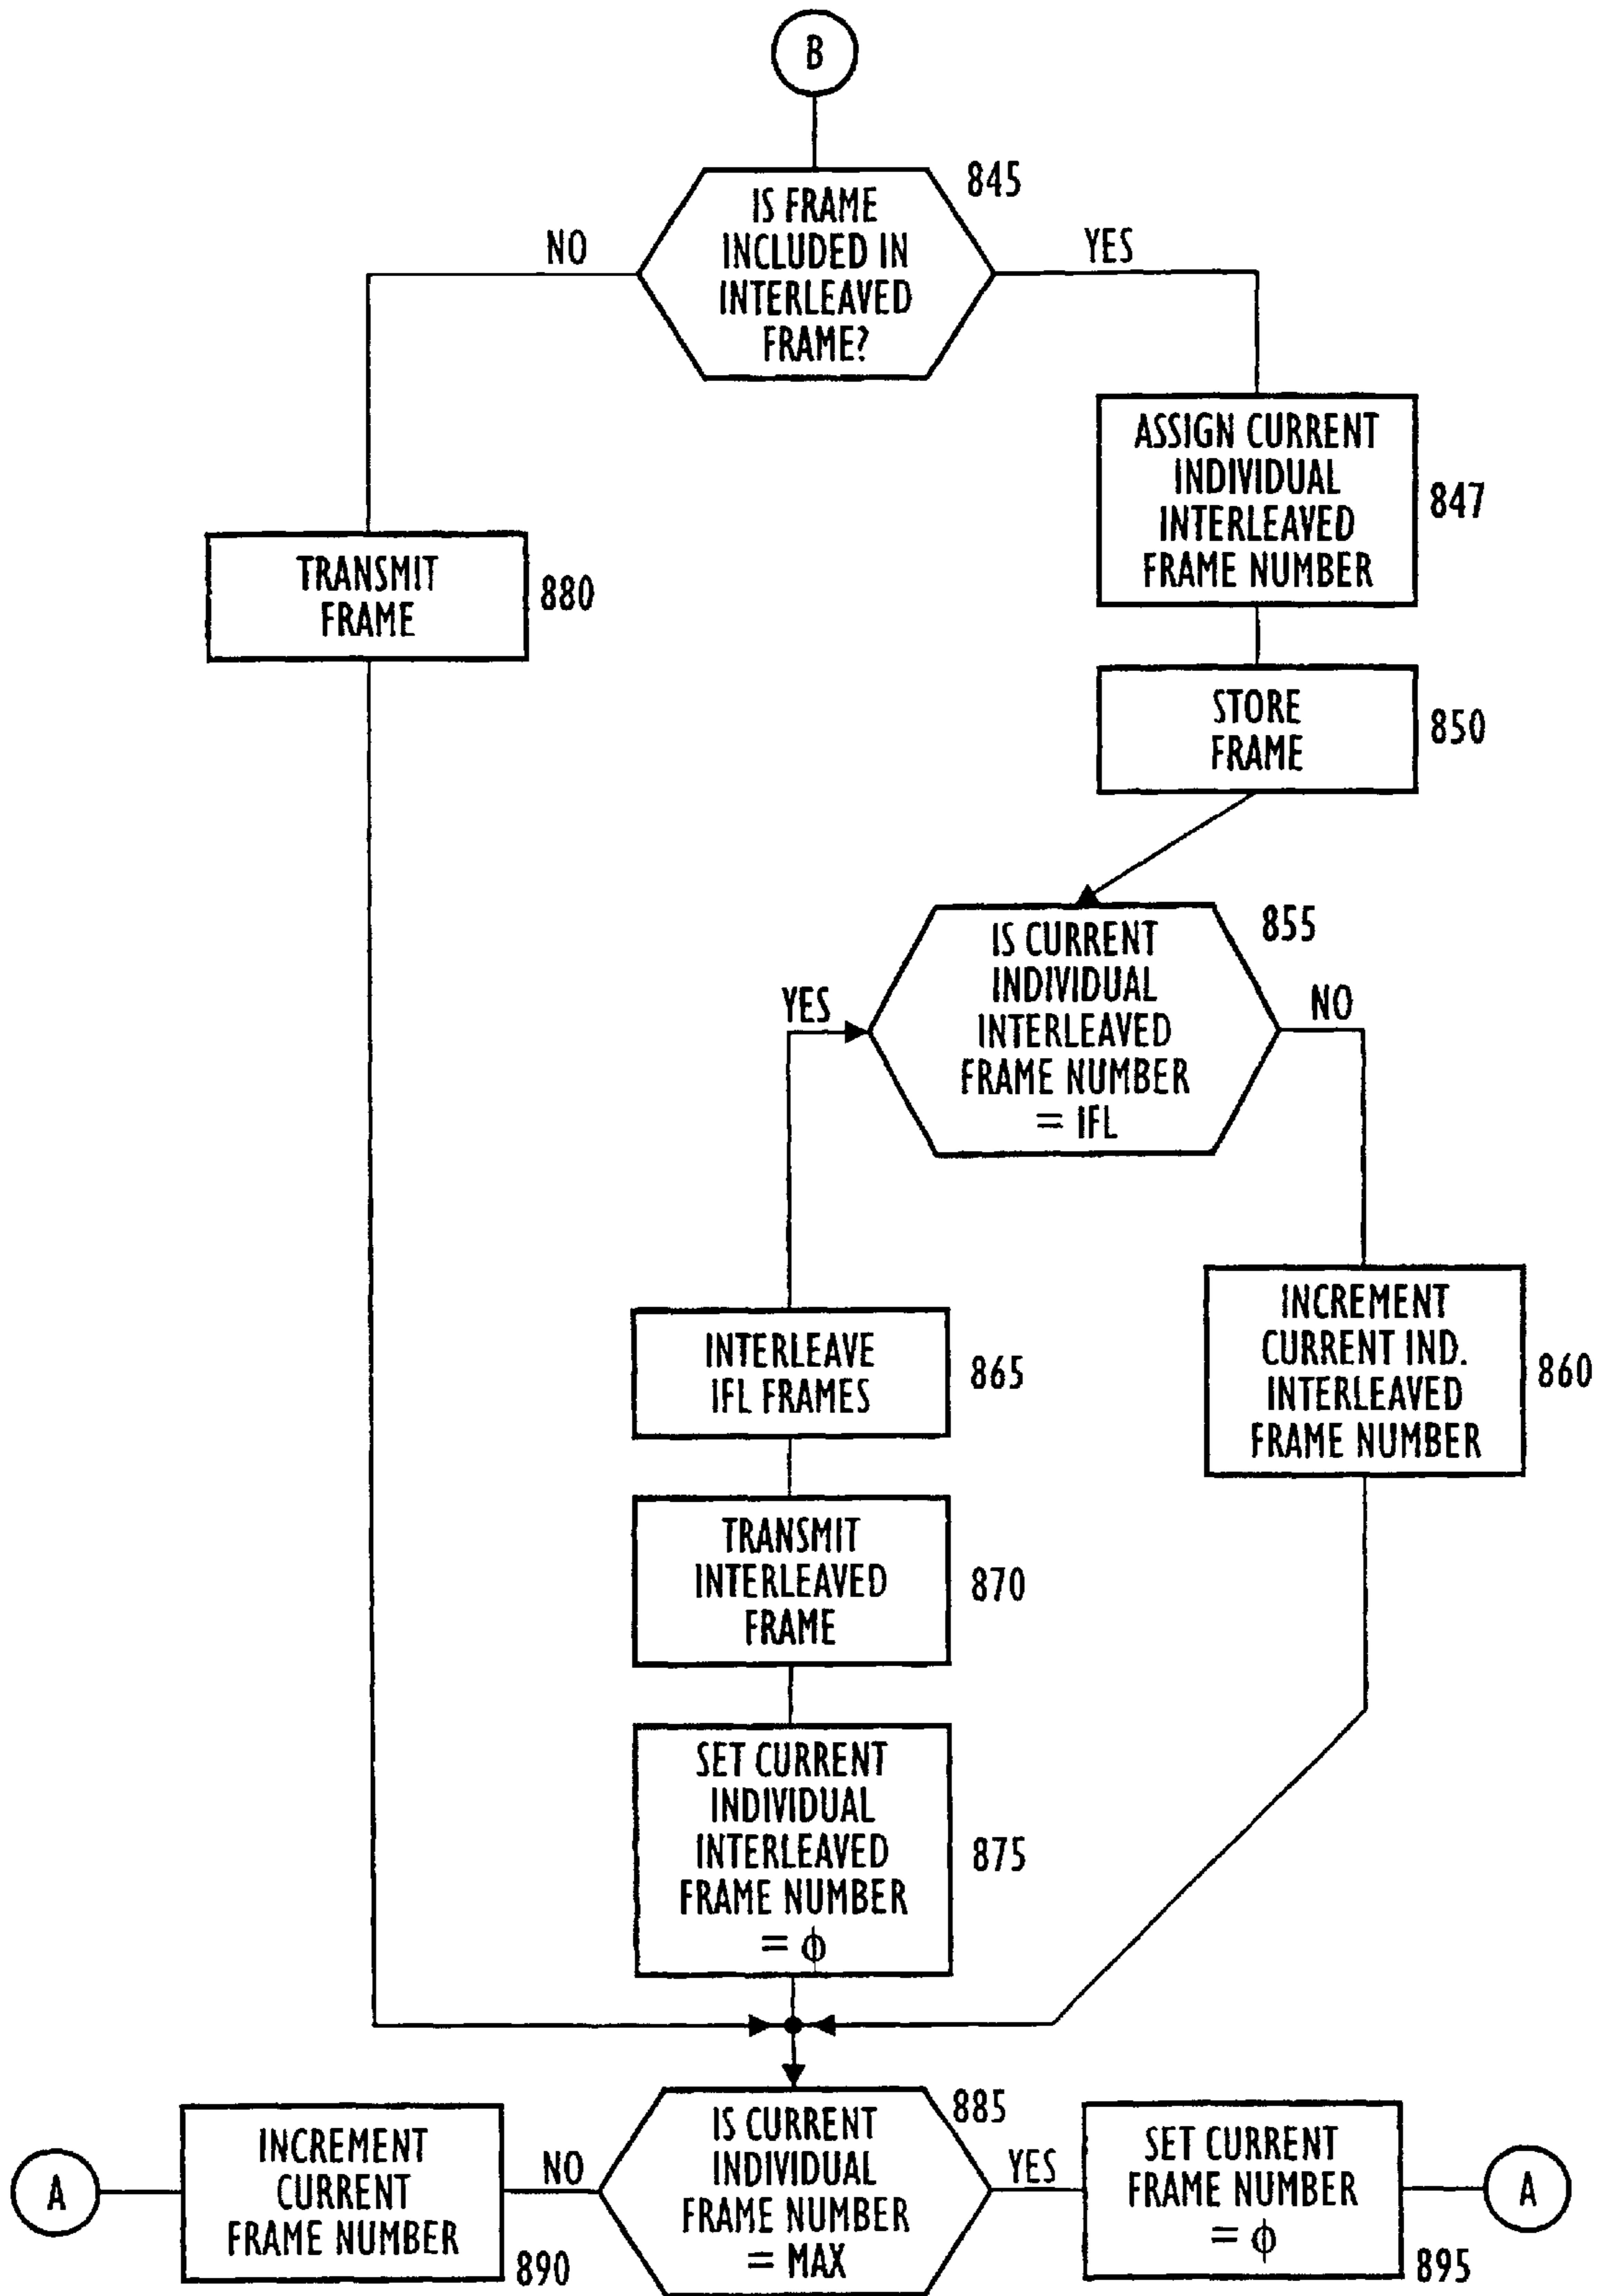 B
845
IS FRAME
INCLUDED IN
INTERLEAVED
FRAME?
NO
YES
ASSIGN CURRENT
INDIVIDUAL
INTERLEAVED
FRAME NUMBER
847
TRANSMIT
FRAME
880
STORE
FRAME
850
855
IS CURRENT
INDIVIDUAL
INTERLEAVED
FRAME NUMBER
= IFL
YES
NO
INCREMENT
CURRENT IND.
INTERLEAVED
FRAME NUMBER
860
INTERLEAVE
IFL FRAMES
865
TRANSMIT
INTERLEAVED
FRAME
870
SET CURRENT
INDIVIDUAL
INTERLEAVED
FRAME NUMBER
= ϕ
875
A
INCREMENT
CURRENT
FRAME NUMBER
890
NO
885
IS CURRENT
INDIVIDUAL
FRAME NUMBER
= MAX
YES
SET CURRENT
FRAME NUMBER
= ϕ
895
A